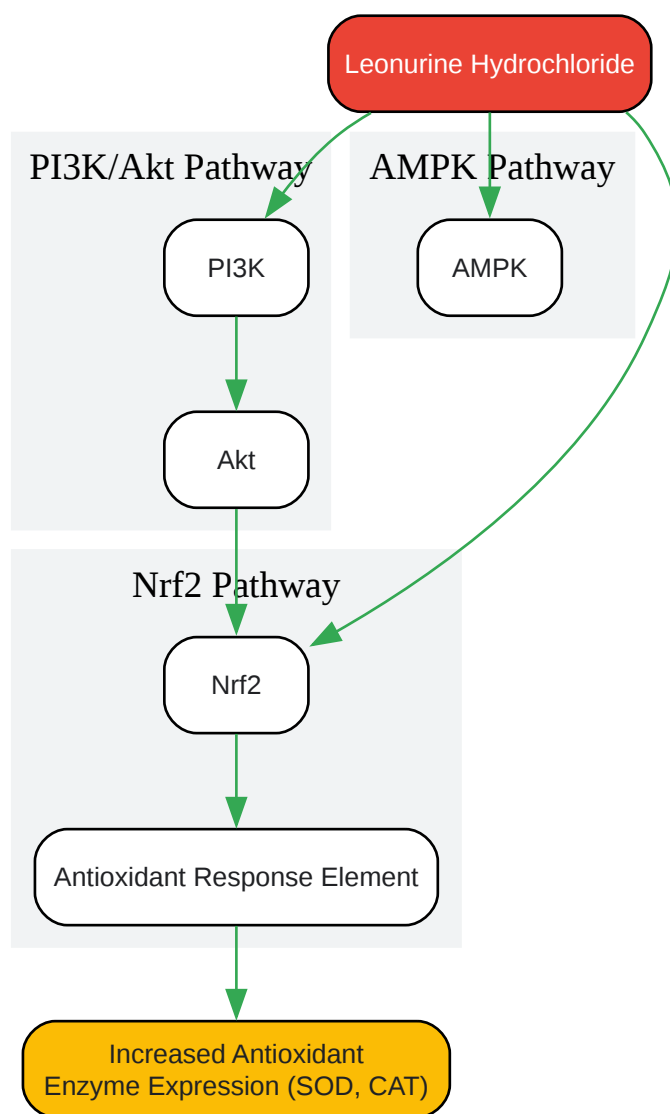 Leonurine Hydrochloride
PI3K/Akt Pathway
AMPK Pathway
PI3K
AMPK
Akt
Nrf2 Pathway
Nrf2
Antioxidant Response Element
Increased Antioxidant
Enzyme Expression (SOD, CAT)